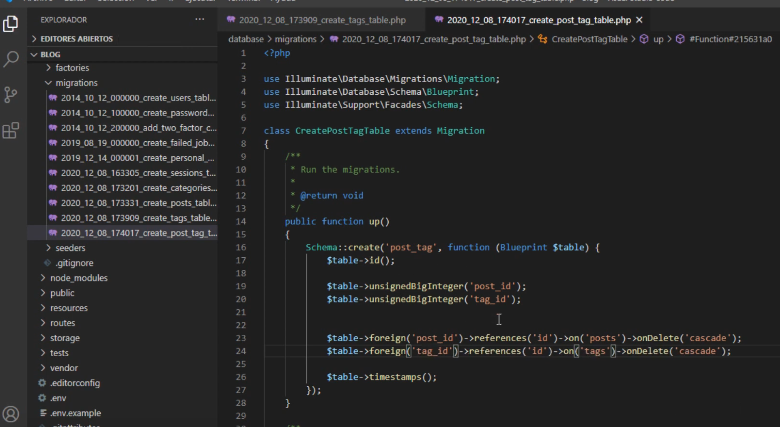 EXPLORADOR
···
EDITORES ABIERTOS
BLOG
factories
migrations
2014_10_12_000000_create_users_tabl...
2014_10_12_100000_create_password...
2014_10_12_200000_add_two_factor_c...
2019_08_19_000000_create_failed_job...
2019_12_14_000001_create_personal_...
2020_12_08_163305_create_sessions_t...
2020_12_08_173201_create_categories...
2020_12_08_173331_create_posts_tabl...
2020_12_08_173909_create_tags_table...
2020_12_08_174017_create_post_tag_t...
seeders
.gitignore
node_modules
public
resources
routes
storage
tests
vendor
.editorconfig
.env
.env.example
.gitattributes
2020_12_08_173909_create_tags_table.php
2020_12_08_174017_create_post_tag_table.php
database > migrations > 2020_12_08_174017_create_post_tag_table.php > CreatePostTagTable > up > #Function#215631a0
1 <?php
2
3 use Illuminate\Database\Migrations\Migration;
4 use Illuminate\Database\Schema\Blueprint;
5 use Illuminate\Support\Facades\Schema;
6
7 class CreatePostTagTable extends Migration
8 {
9 /**
10 * Run the migrations.
11 *
12 * @return void
13 */
14 public function up()
15 {
16 Schema::create('post_tag', function (Blueprint $table) {
17 $table->id();
18
19 $table->unsignedBigInteger('post_id');
20 $table->unsignedBigInteger('tag_id');
21
22
23 $table->foreign('post_id')->references('id')->on('posts')->onDelete('cascade');
24 $table->foreign('tag_id')->references('id')->on('tags')->onDelete('cascade');
25
26 $table->timestamps();
27 });
28 }
29